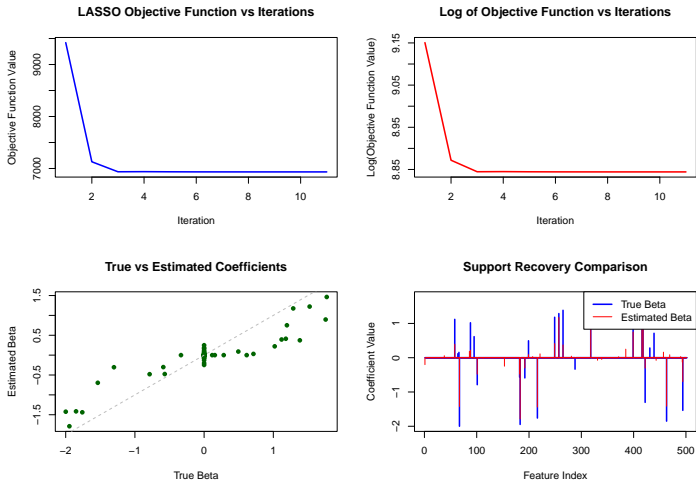 LASSO Objective Function vs Iterations
Objective Function Value
7000 8000 9000
2 4 6 8 10
Iteration
Log of Objective Function vs Iterations
Log(Objective Function Value)
8.85 8.95 9.05 9.15
2 4 6 8 10
Iteration
True vs Estimated Coefficients
Estimated Beta
−1.5 −0.5 0.5 1.5
−2 −1 0 1
True Beta
Support Recovery Comparison
True Beta
Estimated Beta
Coefficient Value
−2 −1 0 1
0 100 200 300 400 500
Feature Index